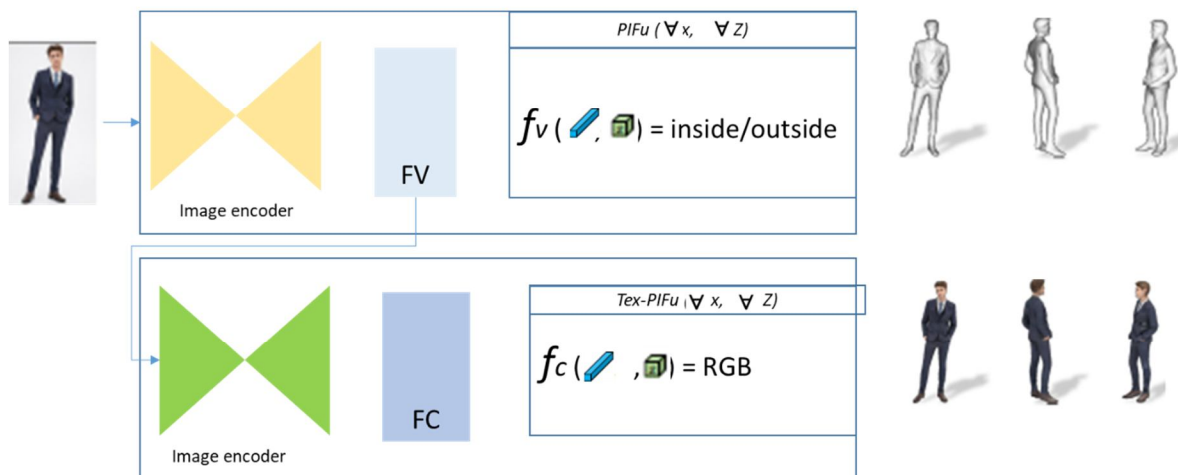 PIFu (∀ x, ∀ Z)
fv ( , ) = inside/outside
FV
Image encoder
Tex-PIFu (∀ x, ∀ Z)
fc ( , ) = RGB
FC
Image encoder